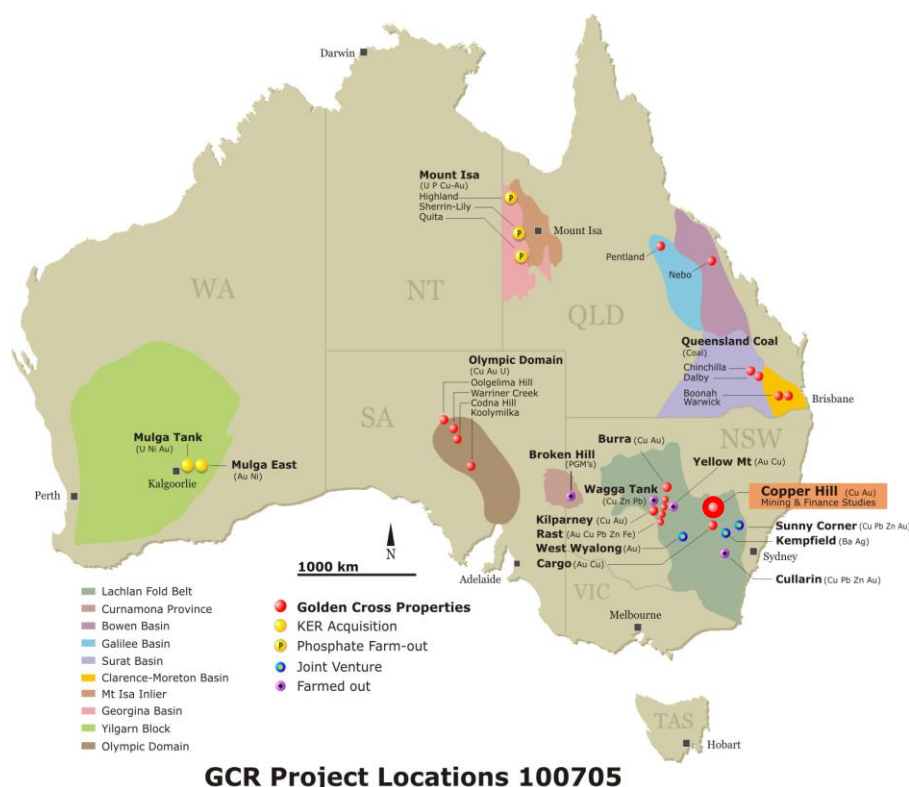 Darwin
Mount Isa
(U P Cu-Au)
Highland
Sherrin-Lily
Quita
P
P
P
Mount Isa
WA
NT
QLD
Pentland
Nebo
Queensland Coal
(Coal)
Chinchilla
Dalby
Boonah
Warwick
Brisbane
Olympic Domain
(Cu Au U)
Oolgelima Hill
Warriner Creek
Codna Hill
Koolymilka
SA
NSW
Mulga Tank
(U Ni Au)
Mulga East
(Au Ni)
Kalgoorlie
Perth
Burra (Cu Au)
Broken Hill
(PGM's)
Yellow Mt (Au Cu)
Wagga Tank
(Cu Zn Pb)
Copper Hill (Cu Au)
Mining & Finance Studies
Kilparney (Cu Au)
Rast (Au Cu Pb Zn Fe)
West Wyalong (Au)
Cargo (Au Cu)
Sunny Corner (Cu Pb Zn Au)
Kempfield (Ba Ag)
Sydney
Cullarin (Cu Pb Zn Au)
N
1000 km
Adelaide
VIC
Melbourne
TAS
Hobart
Lachlan Fold Belt
Curnamona Province
Bowen Basin
Galilee Basin
Surat Basin
Clarence-Moreton Basin
Mt Isa Inlier
Georgina Basin
Yilgarn Block
Olympic Domain
Golden Cross Properties
KER Acquisition
P Phosphate Farm-out
Joint Venture
Farmed out
GCR Project Locations 100705